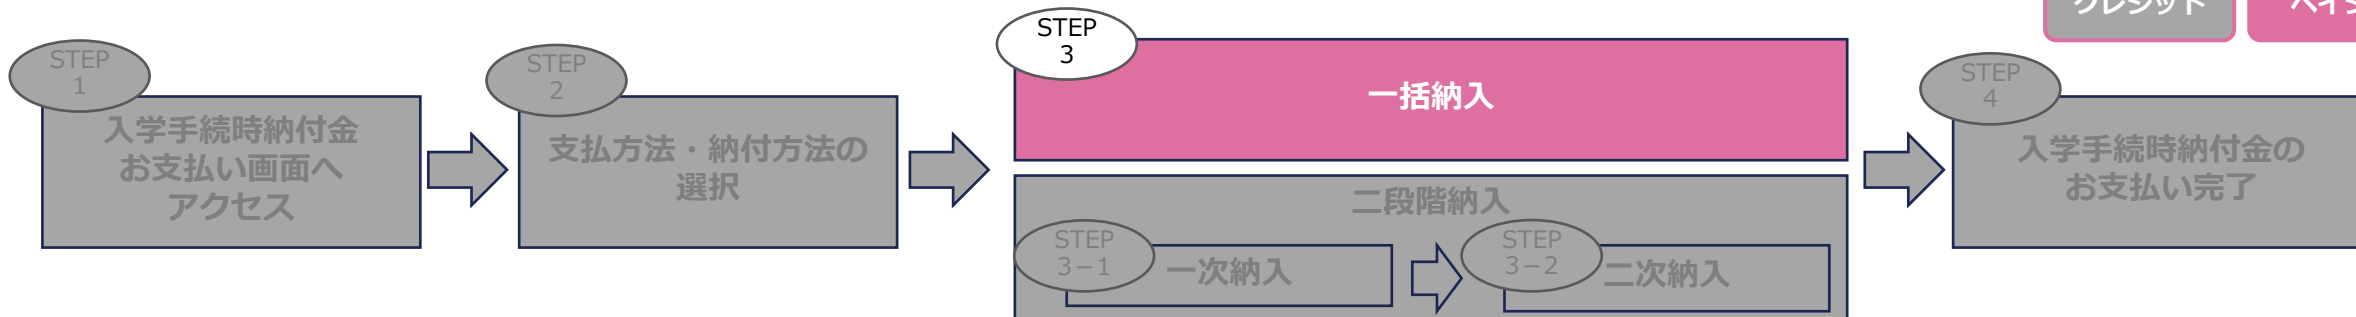 クレジット
STEP
1
入学手続時納付金
お支払い画面へ
アクセス
STEP
2
支払方法・納付方法の
選択
STEP
3
一括納入
二段階納入
STEP
3－1
一次納入
STEP
3－2
二次納入
STEP
4
入学手続時納付金の
お支払い完了